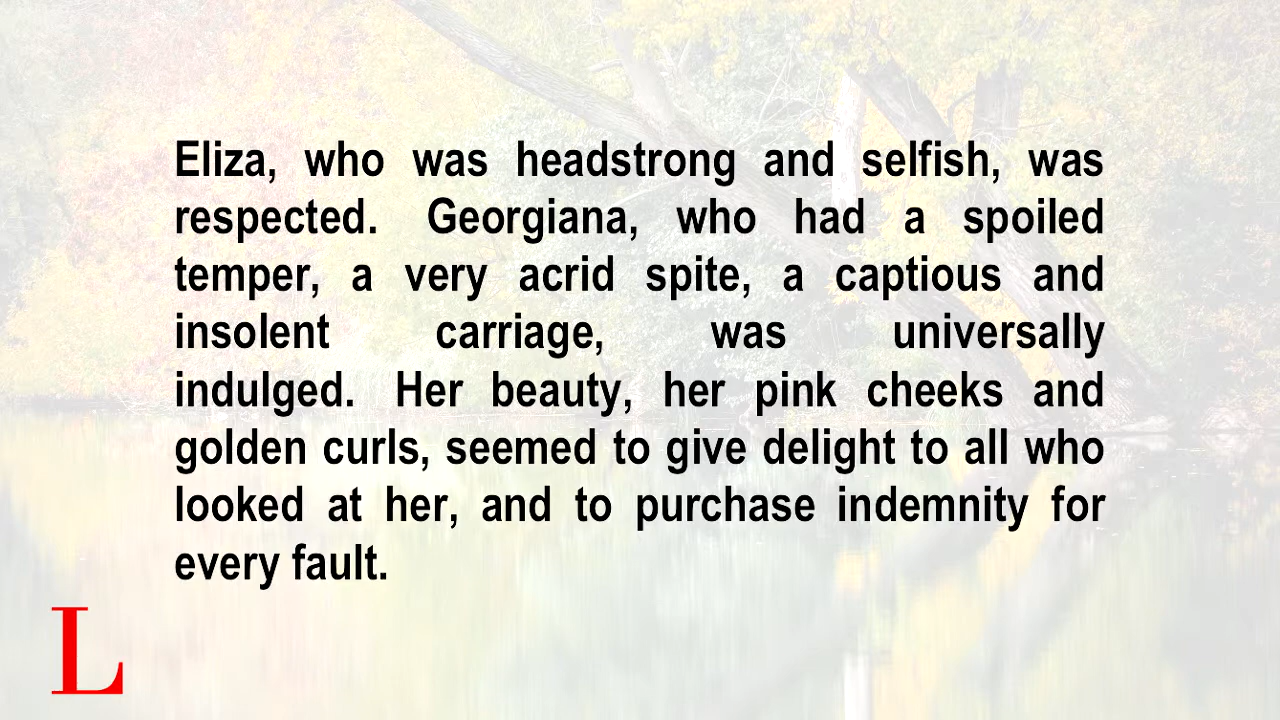 Eliza, who was headstrong and selfish, was
respected. Georgiana, who had a spoiled
temper, a very acrid spite, a captious and
insolent carriage, was universally
indulged. Her beauty, her pink cheeks and
golden curls, seemed to give delight to all who
looked at her, and to purchase indemnity for
every fault.
L